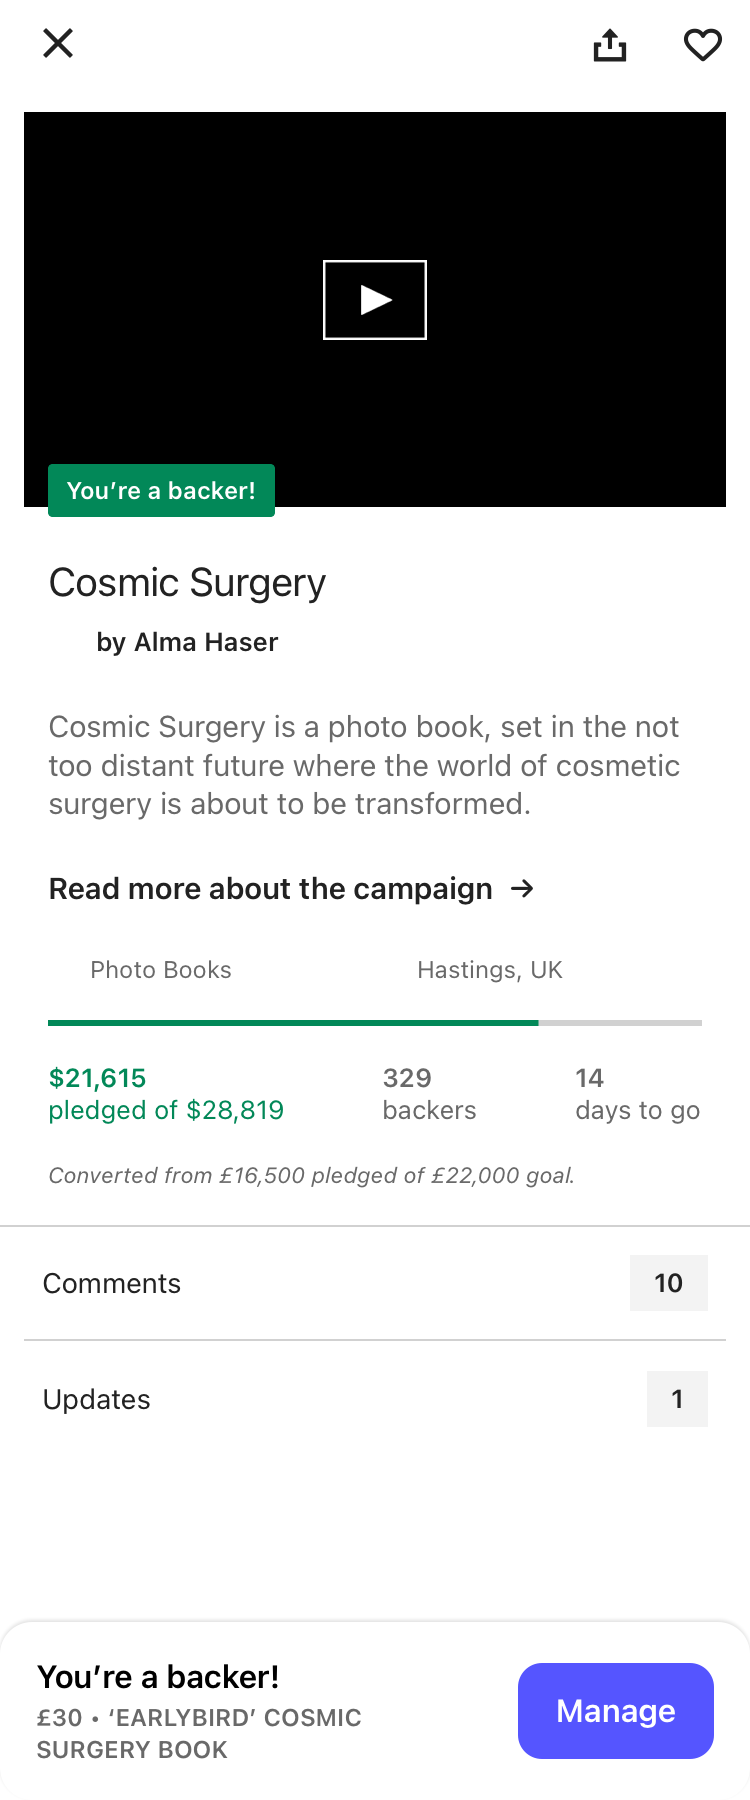 You’re a backer!
Cosmic Surgery
by Alma Haser
Cosmic Surgery is a photo book, set in the not
too distant future where the world of cosmetic
surgery is about to be transformed.
Read more about the campaign →
Photo Books
Hastings, UK
$21,615
pledged of $28,819
329
backers
14
days to go
Converted from £16,500 pledged of £22,000 goal.
Comments
10
Updates
1
You’re a backer!
£30 • ‘EARLYBIRD’ COSMIC
SURGERY BOOK
Manage